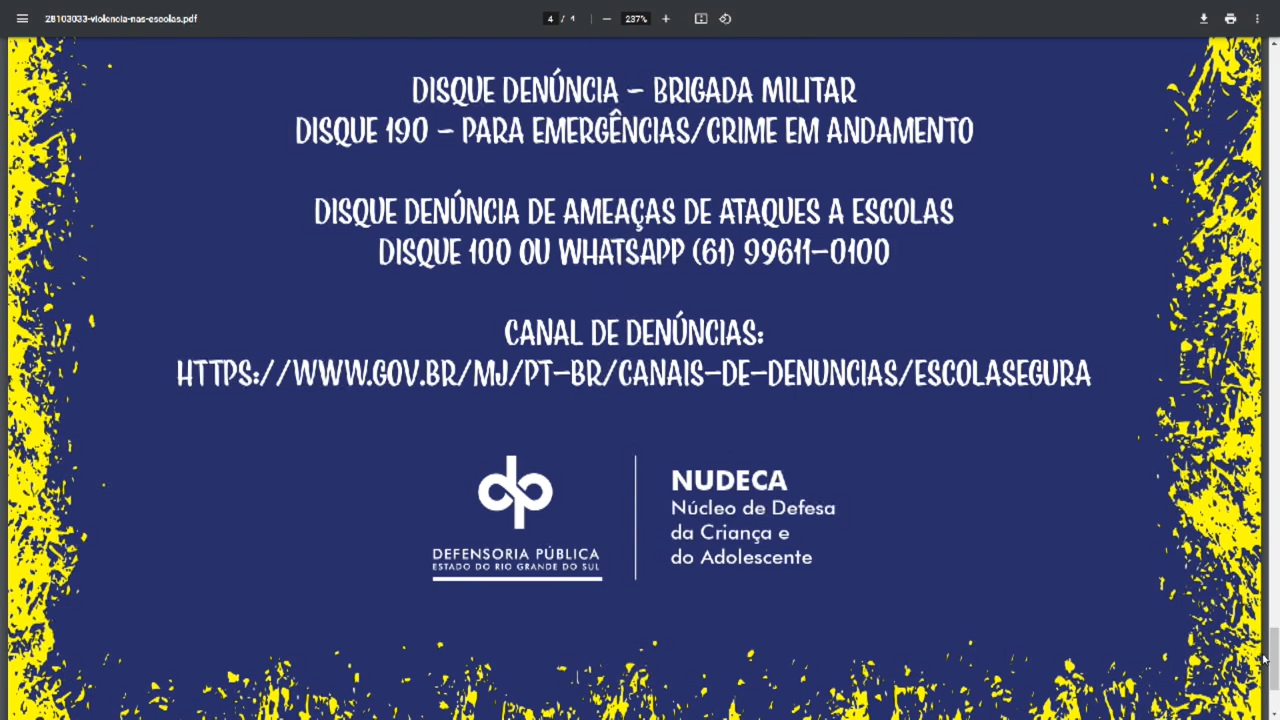 28103033-violencia-nas-escolas.pdf
4 / 4
237%
DISQUE DENÚNCIA – BRIGADA MILITAR
DISQUE 190 – PARA EMERGÊNCIAS/CRIME EM ANDAMENTO
DISQUE DENÚNCIA DE AMEAÇAS DE ATAQUES A ESCOLAS
DISQUE 100 OU WHATSAPP (61) 99611-0100
CANAL DE DENÚNCIAS:
HTTPS://WWW.GOV.BR/MJ/PT-BR/CANAIS-DE-DENUNCIAS/ESCOLASEGURA
DEFENSORIA PÚBLICA
ESTADO DO RIO GRANDE DO SUL
NUDECA
Núcleo de Defesa
da Criança e
do Adolescente